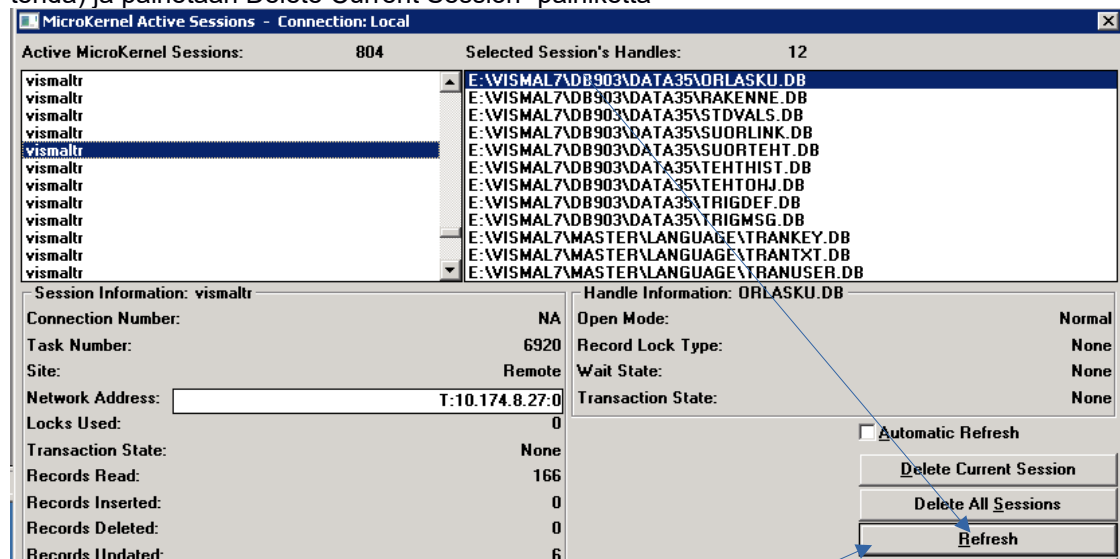 tehdä) ja painetaan Delete Current Session -painiketta
MicroKernel Active Sessions - Connection: Local
Active MicroKernel Sessions: 804 Selected Session's Handles: 12
vismaltr E:\VISMAL7\DB903\DATA35\ORLASKU.DB
vismaltr E:\VISMAL7\DB903\DATA35\RAKENNE.DB
vismaltr E:\VISMAL7\DB903\DATA35\STDVALS.DB
vismaltr E:\VISMAL7\DB903\DATA35\SUORLINK.DB
vismaltr E:\VISMAL7\DB903\DATA35\SUORTEHT.DB
vismaltr E:\VISMAL7\DB903\DATA35\TEHTHIST.DB
vismaltr E:\VISMAL7\DB903\DATA35\TEHTOHJ.DB
vismaltr E:\VISMAL7\DB903\DATA35\TRIGDEF.DB
vismaltr E:\VISMAL7\DB903\DATA35\TRIGMSG.DB
vismaltr E:\VISMAL7\MASTER\LANGUAGE\TRANKEY.DB
vismaltr E:\VISMAL7\MASTER\LANGUAGE\TRANTXT.DB
vismaltr E:\VISMAL7\MASTER\LANGUAGE\TRANUSER.DB
Session Information: vismaltr Handle Information: ORLASKU.DB
Connection Number: NA Open Mode: Normal
Task Number: 6920 Record Lock Type: None
Site: Remote Wait State: None
Network Address: T:10.174.8.27:0 Transaction State: None
Locks Used: 0
Automatic Refresh
Transaction State: None
Delete Current Session
Records Read: 166
Records Inserted: 0 Delete All Sessions
Records Deleted: 0
Refresh
Records Updated: 6